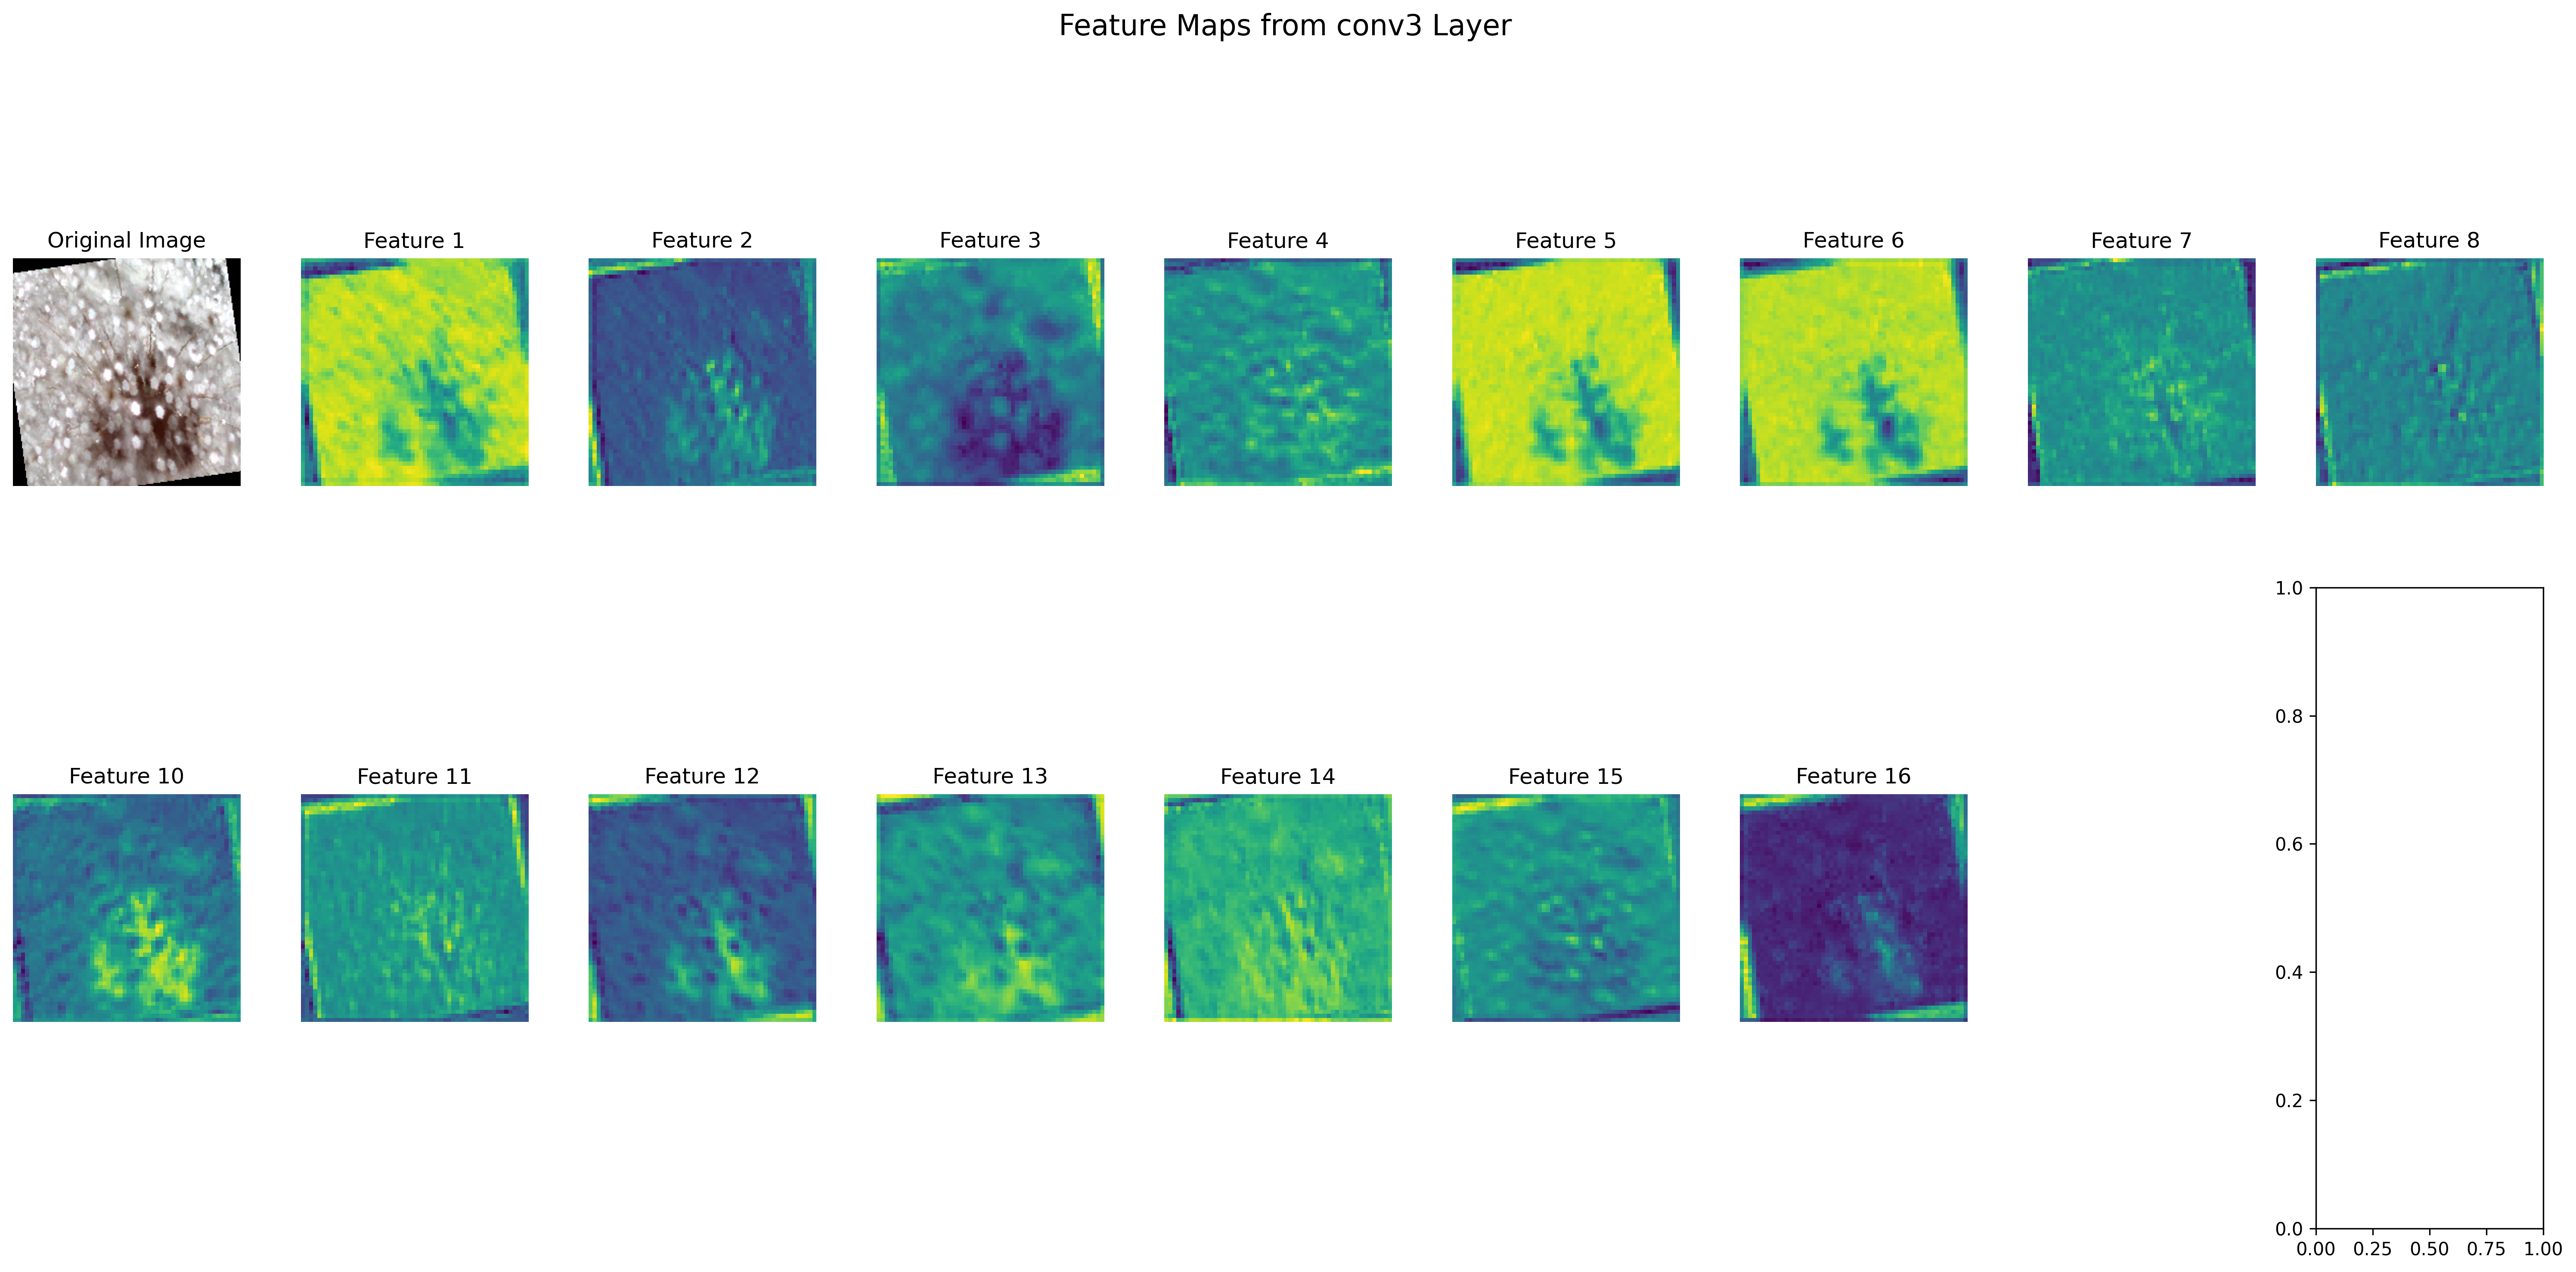 Feature Maps from conv3 Layer
Original Image
Feature 1
Feature 2
Feature 3
Feature 4
Feature 5
Feature 6
Feature 7
Feature 8
Feature 10
Feature 11
Feature 12
Feature 13
Feature 14
Feature 15
Feature 16
1.0
0.8
0.6
0.4
0.2
0.0
0.00 0.25 0.50 0.75 1.00